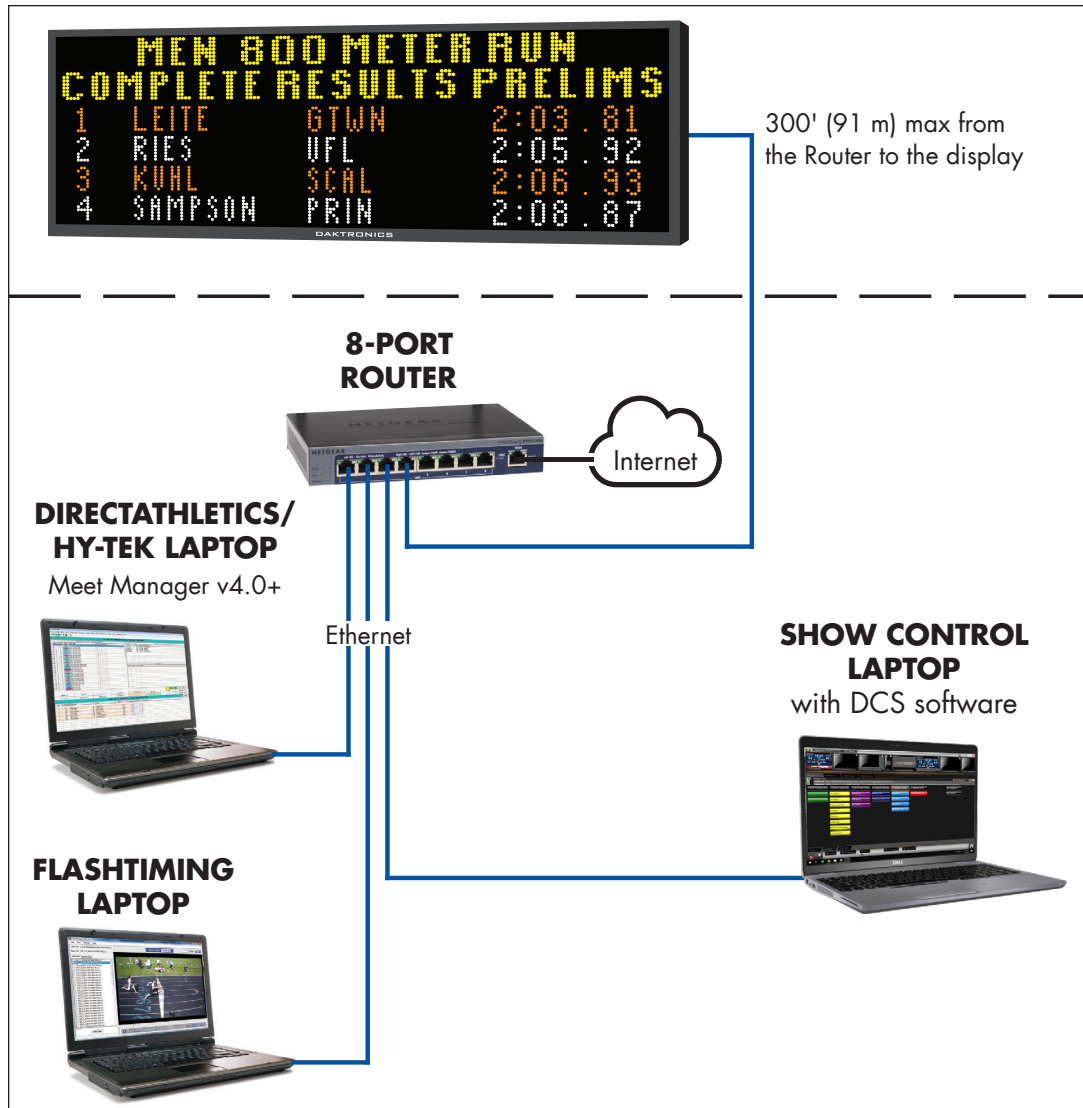 MEN 800 METER RUN
COMPLETE RESULTS PRELIMS
1 LEITE GTWN 2:03.81
2 RIES UFL 2:05.92
3 KUHL SCAL 2:06.93
4 SAMPSON PRIN 2:08.87
DAKTRONICS
300' (91 m) max from
the Router to the display
8-PORT
ROUTER
NETGEAR
NETGEAR
Internet
DIRECTATHLETICS/
HY-TEK LAPTOP
Meet Manager v4.0+
Ethernet
SHOW CONTROL
LAPTOP
with DCS software
DELL
FLASHTIMING
LAPTOP